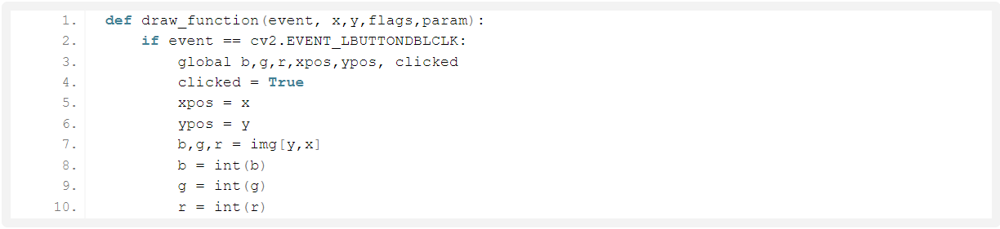 1. def draw_function(event, x,y,flags,param):
2.     if event == cv2.EVENT_LBUTTONDBLCLK:
3.         global b,g,r,xpos,ypos, clicked
4.         clicked = True
5.         xpos = x
6.         ypos = y
7.         b,g,r = img[y,x]
8.         b = int(b)
9.         g = int(g)
10.         r = int(r)